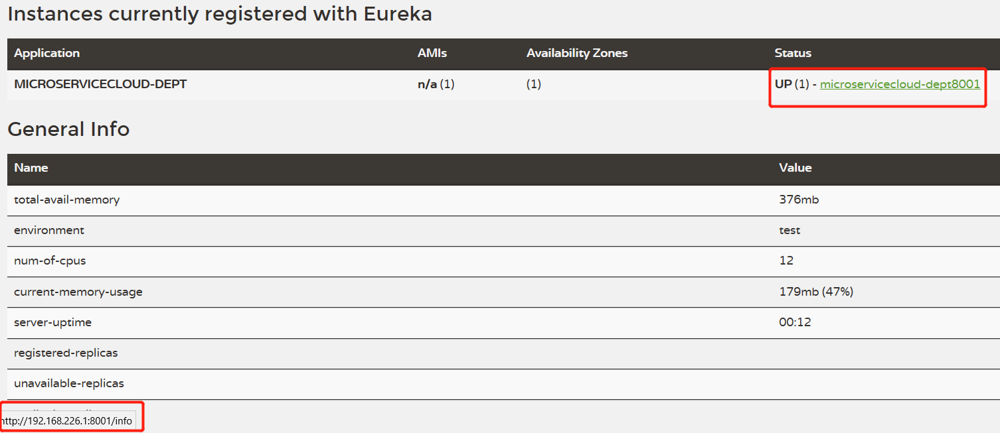 Instances currently registered with Eureka
Application AMIs Availability Zones Status
MICROSERVICECLOUD-DEPT n/a (1) (1) UP (1) - microservicecloud-dept8001
General Info
Name Value
total-avail-memory 376mb
environment test
num-of-cpus 12
current-memory-usage 179mb (47%)
server-uptime 00:12
registered-replicas
unavailable-replicas
http://192.168.226.1:8001/info